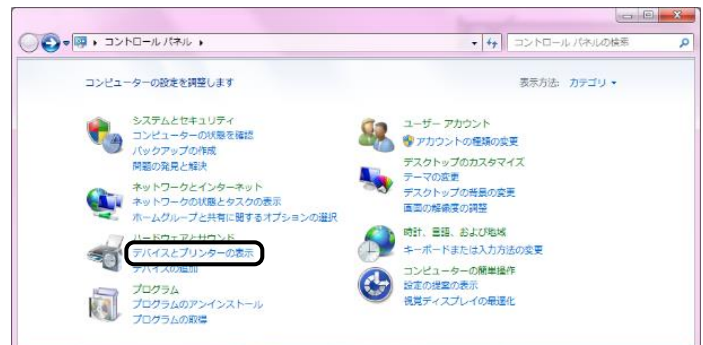 コントロール パネル
コントロール パネルの検索
コンピューターの設定を調整します
表示方法: カテゴリ
システムとセキュリティ
コンピューターの状態を確認
バックアップの作成
問題の発見と解決
ネットワークとインターネット
ネットワークの状態とタスクの表示
ホームグループと共有に関するオプションの選択
ハードウェアとサウンド
デバイスとプリンターの表示
デバイスの追加
プログラム
プログラムのアンインストール
プログラムの取得
ユーザー アカウント
アカウントの種類の変更
デスクトップのカスタマイズ
テーマの変更
デスクトップの背景の変更
画面の解像度の調整
時計、言語、および地域
キーボードまたは入力方法の変更
コンピューターの簡単操作
設定の提案の表示
視覚ディスプレイの最適化